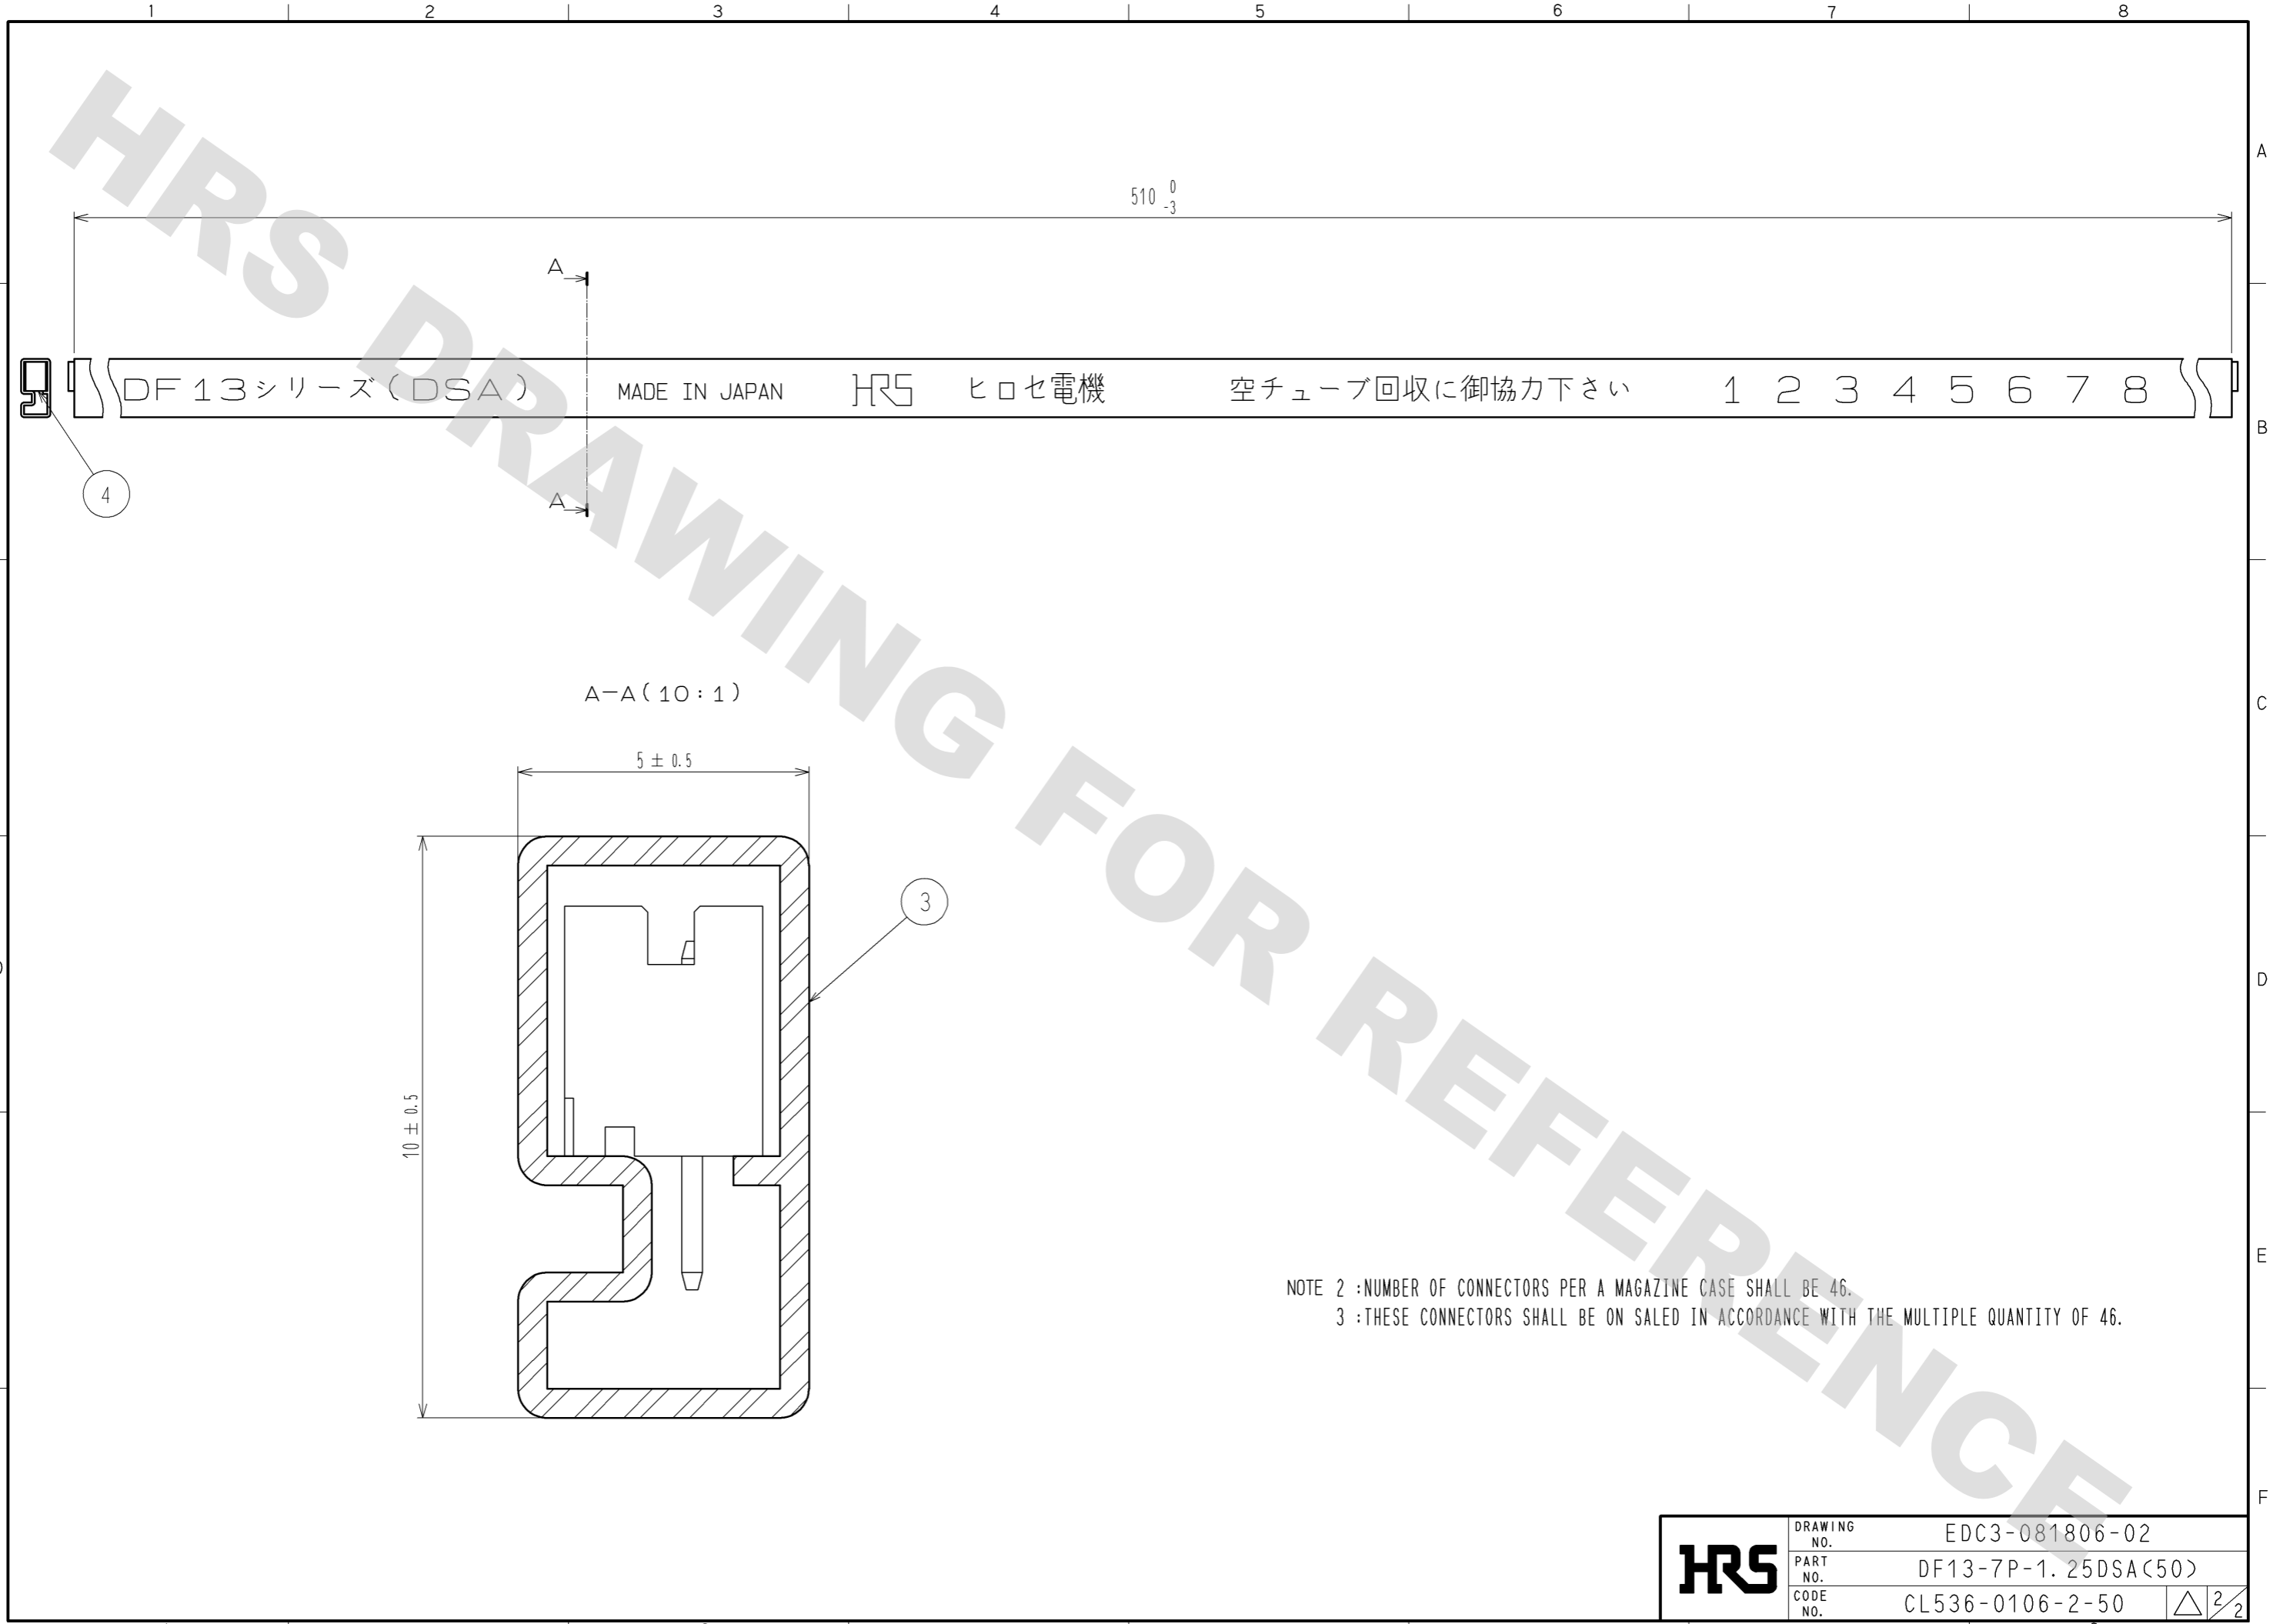 1 2 3 4 5 6 7 8
HRS DRAWING FOR REFERENCE
A
510 0 -3
A
DF13シリーズ(DSA) MADE IN JAPAN HRS ヒロセ電機 空チューブ回収に御協力下さい 1 2 3 4 5 6 7 8
B
4
A
A-A(10:1)
C
5 ± 0.5
3
D
10 ± 0.5
E
NOTE 2 :NUMBER OF CONNECTORS PER A MAGAZINE CASE SHALL BE 46.
3 :THESE CONNECTORS SHALL BE ON SALED IN ACCORDANCE WITH THE MULTIPLE QUANTITY OF 46.
F
HRS
DRAWING NO. EDC3-081806-02
PART NO. DF13-7P-1.25DSA(50)
CODE NO. CL536-0106-2-50 2/2